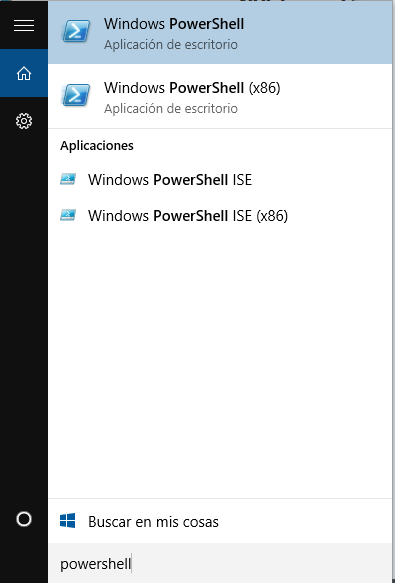 Windows PowerShell
Aplicación de escritorio
Windows PowerShell (x86)
Aplicación de escritorio
Aplicaciones
Windows PowerShell ISE
Windows PowerShell ISE (x86)
Buscar en mis cosas
powershell